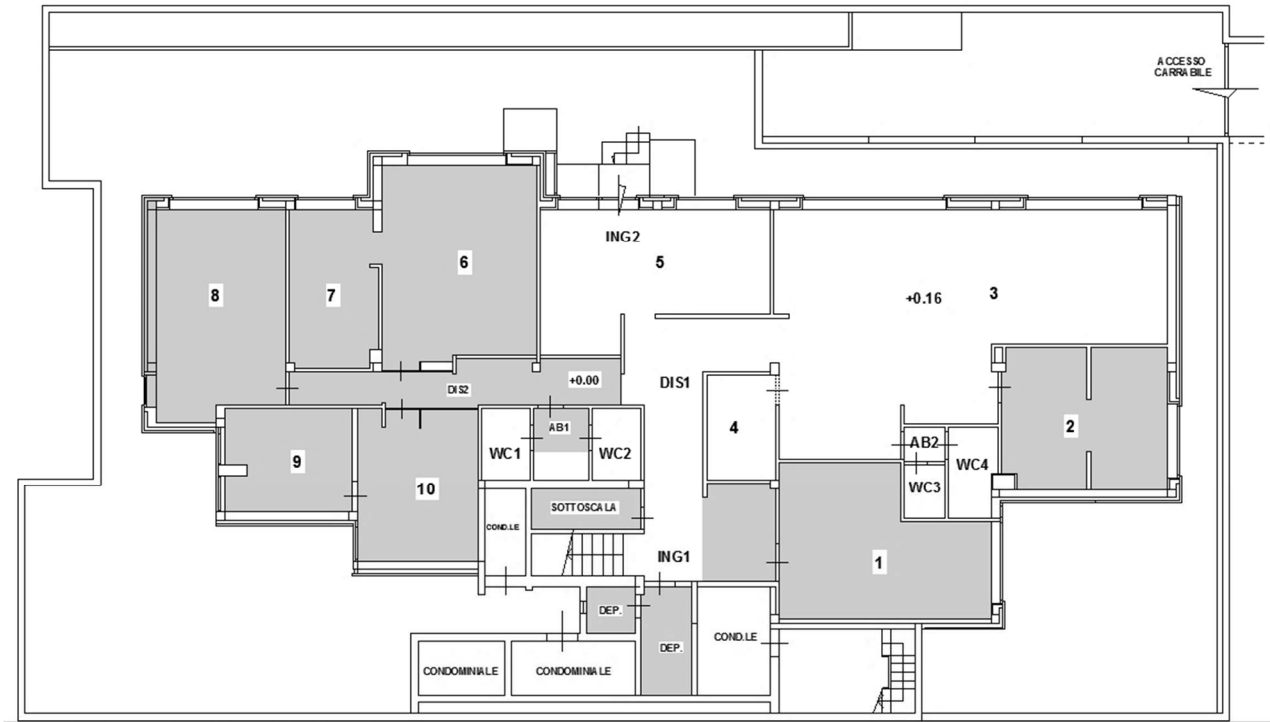 ACCESSO
CARRABILE
ING2
5
6
3
+0.16
8
7
DIS2
+0.00
DIS1
AB1
4
2
AB2
WC1
WC2
WC4
9
10
WC3
SOTTOSCALA
COND.LE
ING1
1
DEP.
DEP.
COND.LE
CONDOMINIALE
CONDOMINIALE